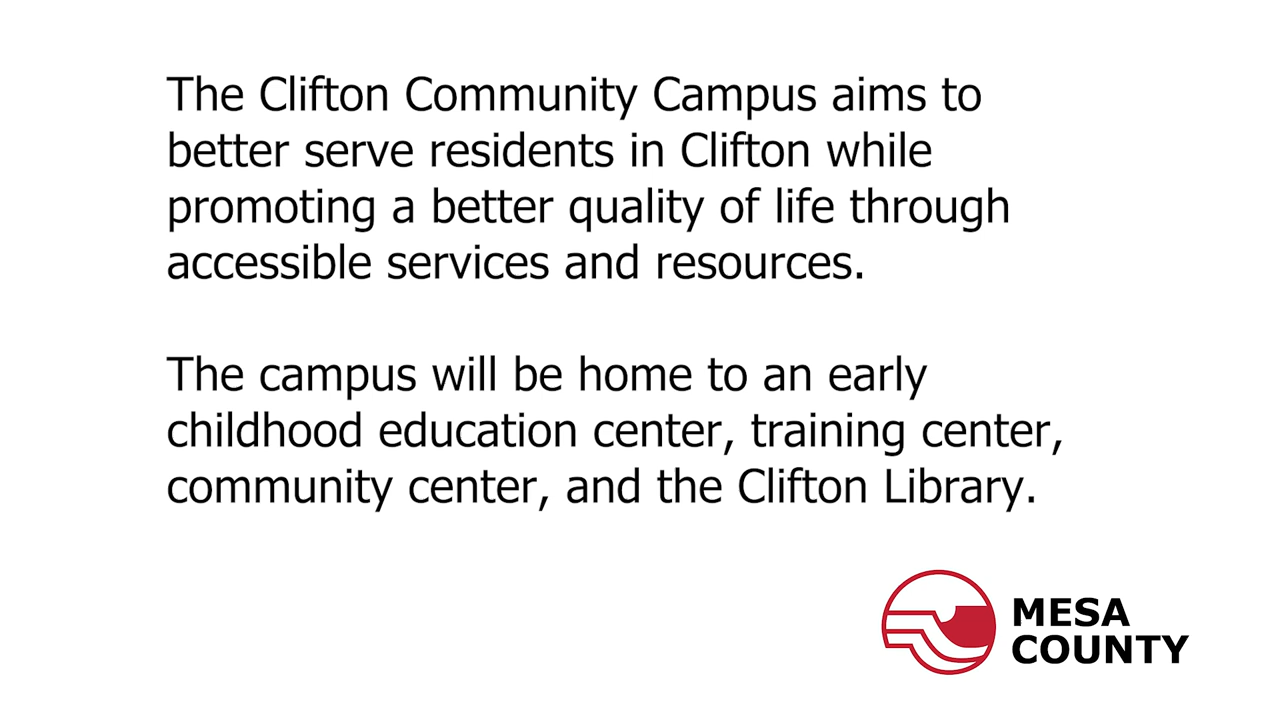 The Clifton Community Campus aims to
better serve residents in Clifton while
promoting a better quality of life through
accessible services and resources.
The campus will be home to an early
childhood education center, training center,
community center, and the Clifton Library.
MESA
COUNTY